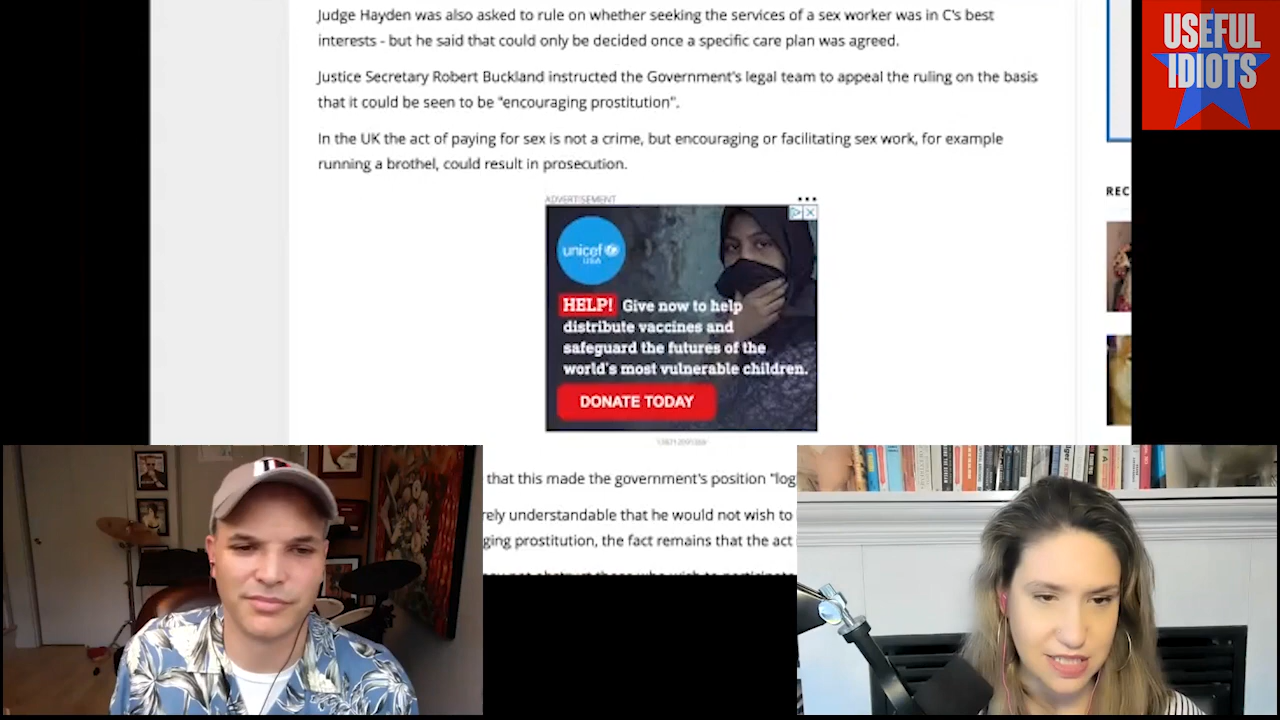 Judge Hayden was also asked to rule on whether seeking the services of a sex worker was in C's best
interests - but he said that could only be decided once a specific care plan was agreed.
Justice Secretary Robert Buckland instructed the Government's legal team to appeal the ruling on the basis
that it could be seen to be "encouraging prostitution".
In the UK the act of paying for sex is not a crime, but encouraging or facilitating sex work, for example
running a brothel, could result in prosecution.
USEFUL
IDIOTS
REC
ADVERTISEMENT
unicef
USA
HELP! Give now to help
distribute vaccines and
safeguard the futures of the
world's most vulnerable children.
DONATE TODAY
that this made the government's position "log
rely understandable that he would not wish to
ging prostitution, the fact remains that the act